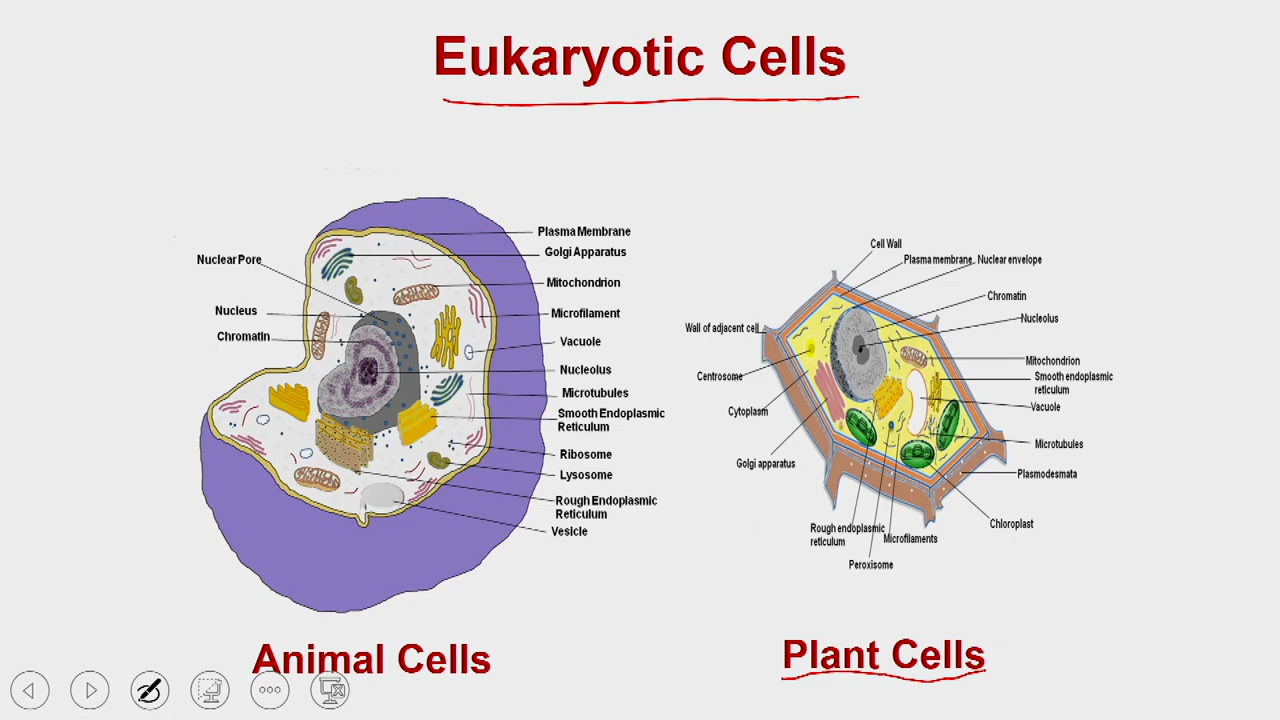 Eukaryotic Cells
Nuclear Pore
Nucleus
Chromatin
Plasma Membrane
Golgi Apparatus
Mitochondrion
Microfilament
Vacuole
Nucleolus
Microtubules
Smooth Endoplasmic
Reticulum
Ribosome
Lysosome
Rough Endoplasmic
Reticulum
Vesicle
Animal Cells
Cell Wall
Plasma membrane
Nuclear envelope
Chromatin
Nucleolus
Wall of adjacent cell
Mitochondrion
Smooth endoplasmic
reticulum
Centrosome
Vacuole
Cytoplasm
Microtubules
Golgi apparatus
Plasmodesmata
Chloroplast
Rough endoplasmic
reticulum
Microfilaments
Peroxisome
Plant Cells